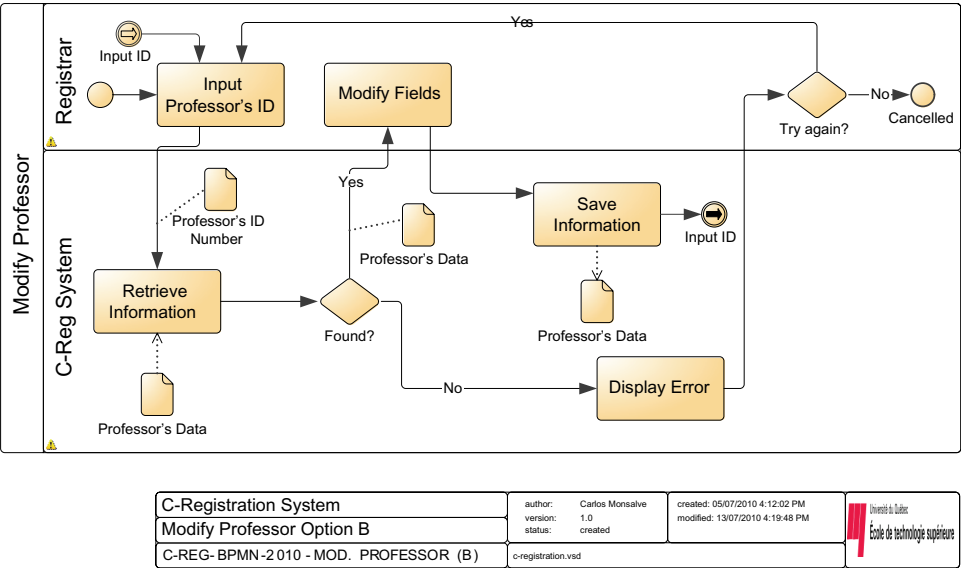 Modify Professor
Registrar
C-Reg System
Input ID
Input
Professor's ID
Modify Fields
Yes
Try again?
No
Cancelled
Professor's ID
Number
Yes
Professor's Data
Save
Information
Input ID
Retrieve
Information
Found?
Professor's Data
No
Display Error
Professor's Data
C-Registration System
Modify Professor Option B
C-REG-BPMN-2010 - MOD. PROFESSOR (B)
author: Carlos Monsalve
version: 1.0
status: created
created: 05/07/2010 4:12:02 PM
modified: 13/07/2010 4:19:48 PM
c-registration.vsd
Université du Québec
École de technologie supérieure